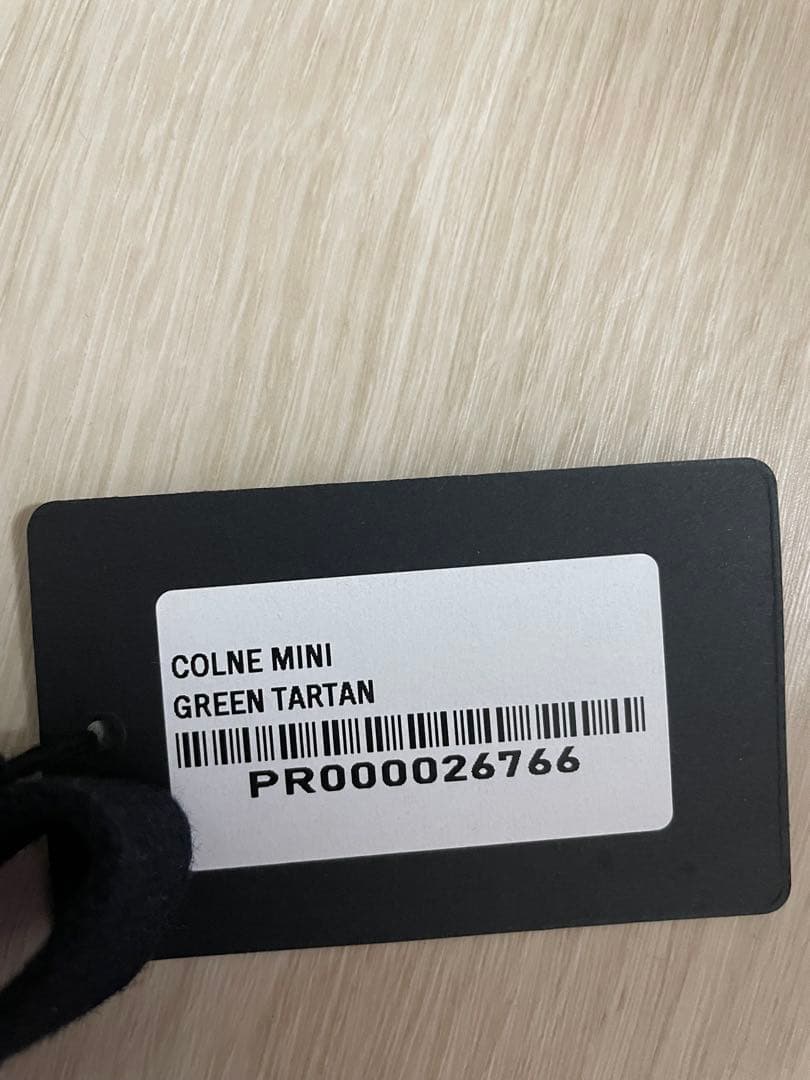 COLNE MINI
GREEN TARTAN
PR000026766